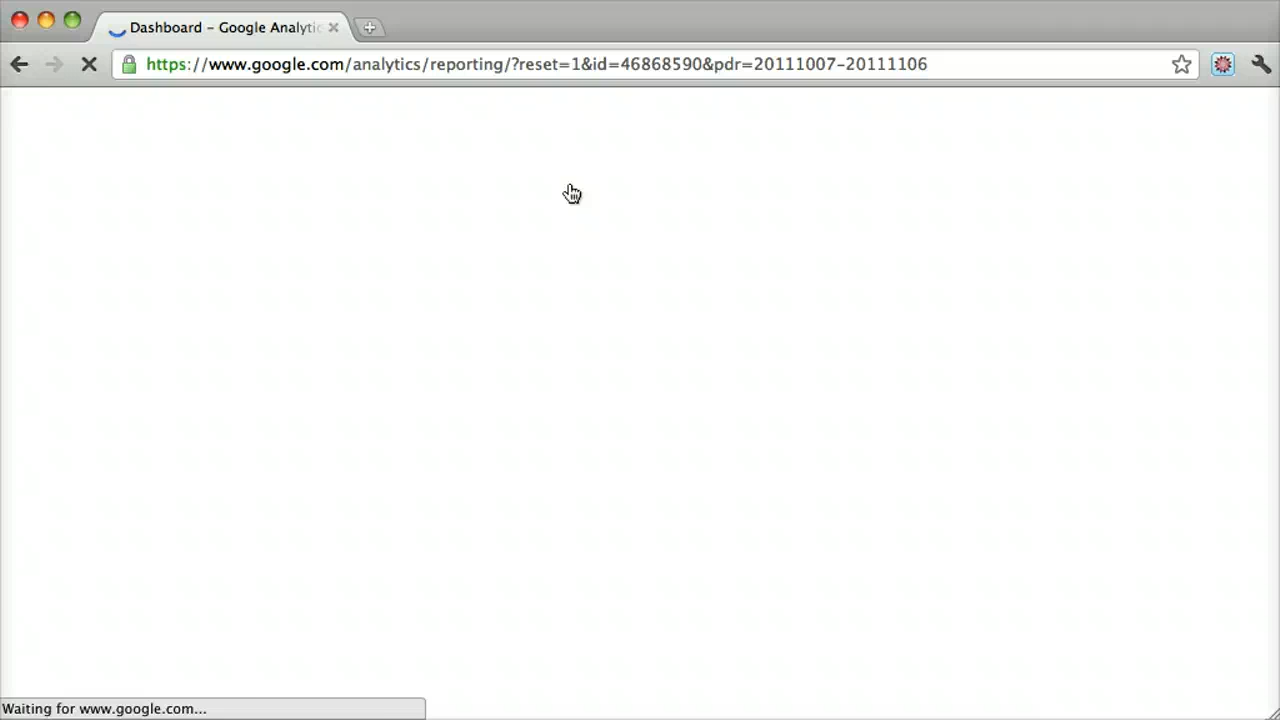 Dashboard - Google Analytic
https://www.google.com/analytics/reporting/?reset=1&id=46868590&pdr=20111007-20111106
Waiting for www.google.com...